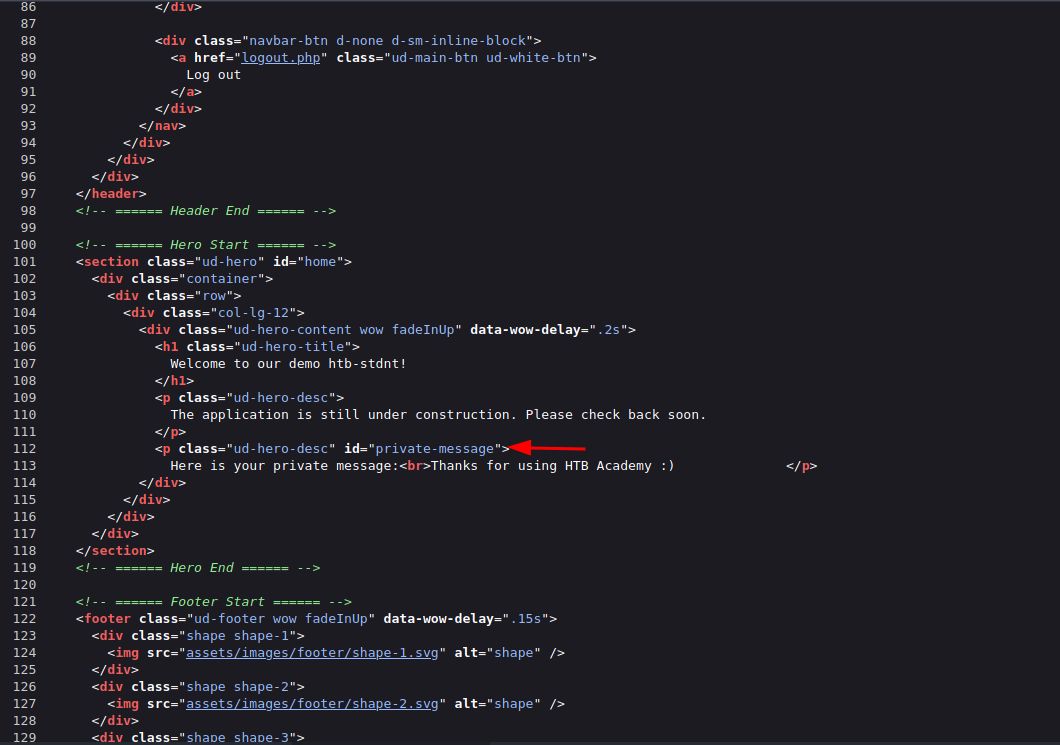 86                </div>
87
88                <div class="navbar-btn d-none d-sm-inline-block">
89                  <a href="logout.php" class="ud-main-btn ud-white-btn">
90                    Log out
91                  </a>
92                </div>
93              </nav>
94            </div>
95          </div>
96        </div>
97      </header>
98      <!-- ====== Header End ====== -->
99
100      <!-- ====== Hero Start ====== -->
101      <section class="ud-hero" id="home">
102        <div class="container">
103          <div class="row">
104            <div class="col-lg-12">
105              <div class="ud-hero-content wow fadeInUp" data-wow-delay=".2s">
106                <h1 class="ud-hero-title">
107                  Welcome to our demo htb-stdnt!
108                </h1>
109                <p class="ud-hero-desc">
110                  The application is still under construction. Please check back soon.
111                </p>
112                <p class="ud-hero-desc" id="private-message">
113                  Here is your private message:<br>Thanks for using HTB Academy :)              </p>
114              </div>
115            </div>
116          </div>
117        </div>
118      </section>
119      <!-- ====== Hero End ====== -->
120
121      <!-- ====== Footer Start ====== -->
122      <footer class="ud-footer wow fadeInUp" data-wow-delay=".15s">
123        <div class="shape shape-1">
124          <img src="assets/images/footer/shape-1.svg" alt="shape" />
125        </div>
126        <div class="shape shape-2">
127          <img src="assets/images/footer/shape-2.svg" alt="shape" />
128        </div>
129        <div class="shape shape-3">